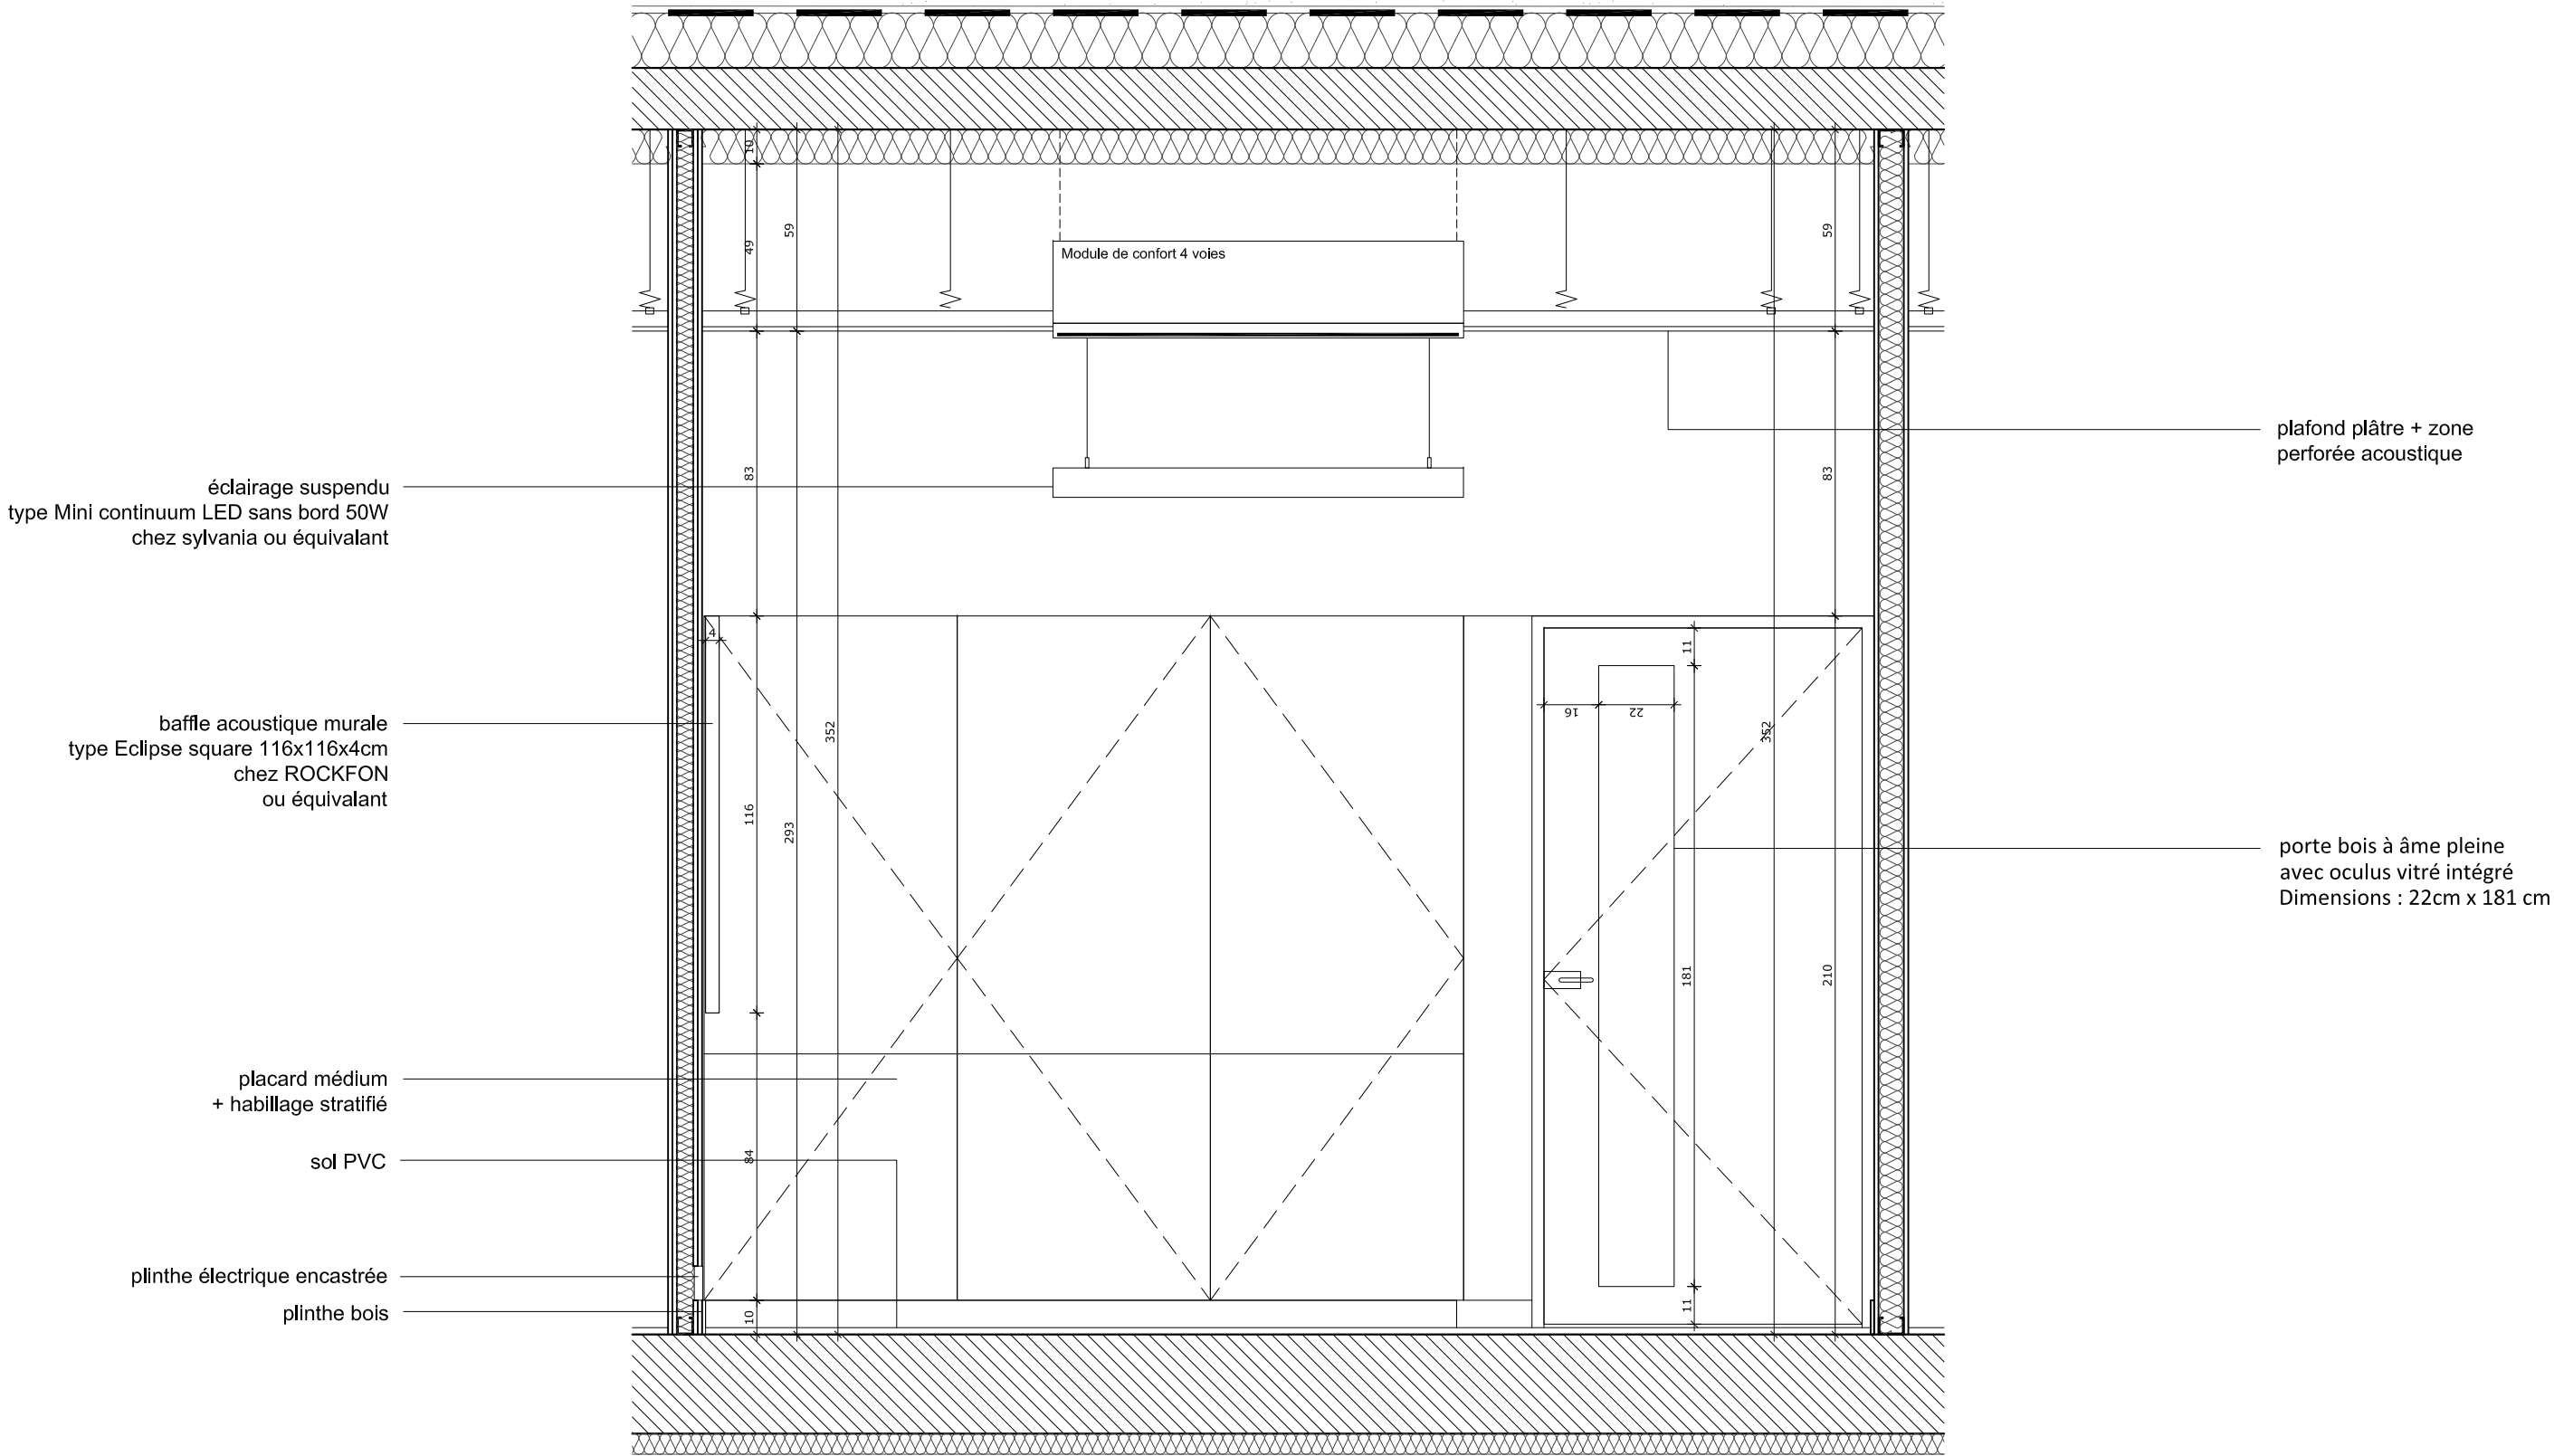 Module de confort 4 voies
éclairage suspendu
type Mini continuum LED sans bord 50W
chez sylvania ou équivalant
baffle acoustique murale
type Eclipse square 116x116x4cm
chez ROCKFON
ou équivalant
placard médium
+ habillage stratifié
sol PVC
plinthe électrique encastrée
plinthe bois
plafond plâtre + zone
perforée acoustique
porte bois à âme pleine
avec oculus vitré intégré
Dimensions : 22cm x 181 cm
10
49
59
83
4
116
352
293
84
10
59
83
11
16
22
352
181
210
11